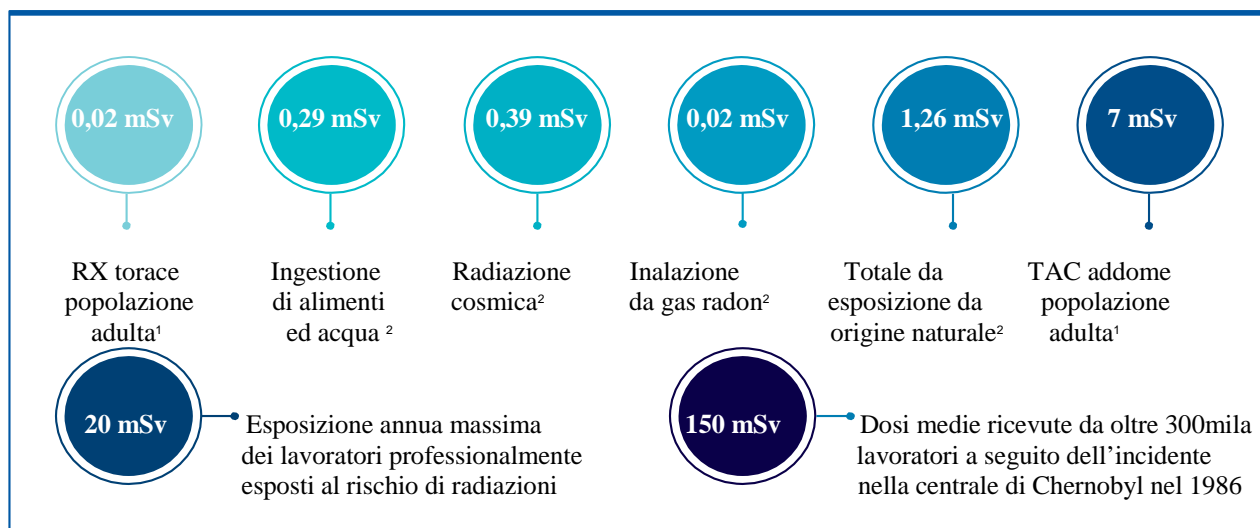 0,02 mSv
0,29 mSv
0,39 mSv
0,02 mSv
1,26 mSv
7 mSv
RX torace
popolazione
adulta¹
Ingestione
di alimenti
ed acqua ²
Radiazione
cosmica²
Inalazione
da gas radon²
Totale da
esposizione da
origine naturale²
TAC addome
popolazione
adulta¹
20 mSv
Esposizione annua massima
dei lavoratori professionalmente
esposti al rischio di radiazioni
150 mSv
Dosi medie ricevute da oltre 300mila
lavoratori a seguito dell’incidente
nella centrale di Chernobyl nel 1986